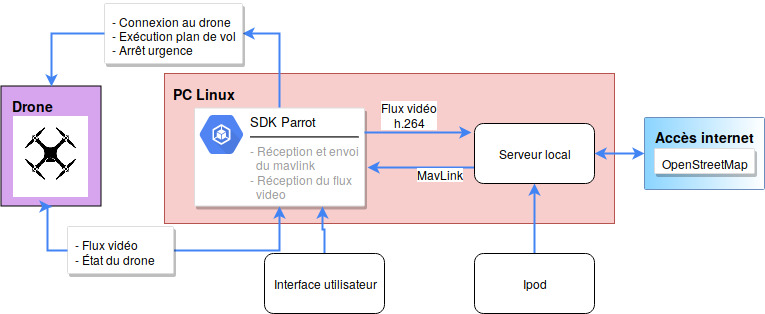 - Connexion au drone
- Exécution plan de vol
- Arrêt urgence
PC Linux
Drone
SDK Parrot
- Réception et envoi
du mavlink
- Réception du flux
video
Flux vidéo
h.264
MavLink
Serveur local
Accès internet
OpenStreetMap
- Flux vidéo
- État du drone
Interface utilisateur
Ipod